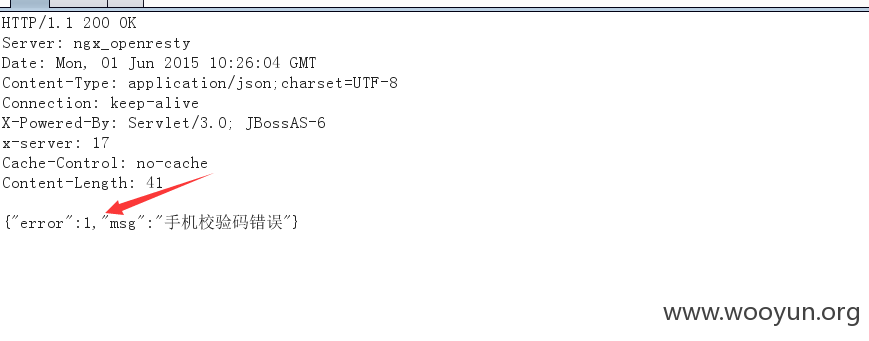 HTTP/1.1 200 OK
Server: ngx_openresty
Date: Mon, 01 Jun 2015 10:26:04 GMT
Content-Type: application/json;charset=UTF-8
Connection: keep-alive
X-Powered-By: Servlet/3.0; JBossAS-6
x-server: 17
Cache-Control: no-cache
Content-Length: 41
{"error":1,"msg":"手机校验码错误"}
www.wooyun.org